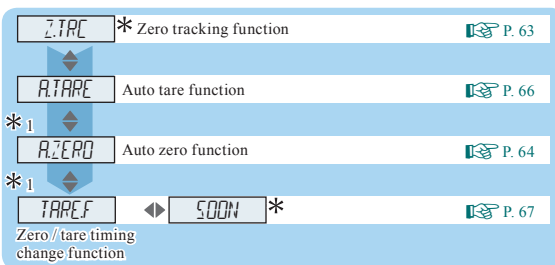 Z.TRC * Zero tracking function ☞ P. 63
A.TARE Auto tare function ☞ P. 66
*1
A.ZERO Auto zero function ☞ P. 64
*1
TARE.F SOON * ☞ P. 67
Zero / tare timing
change function